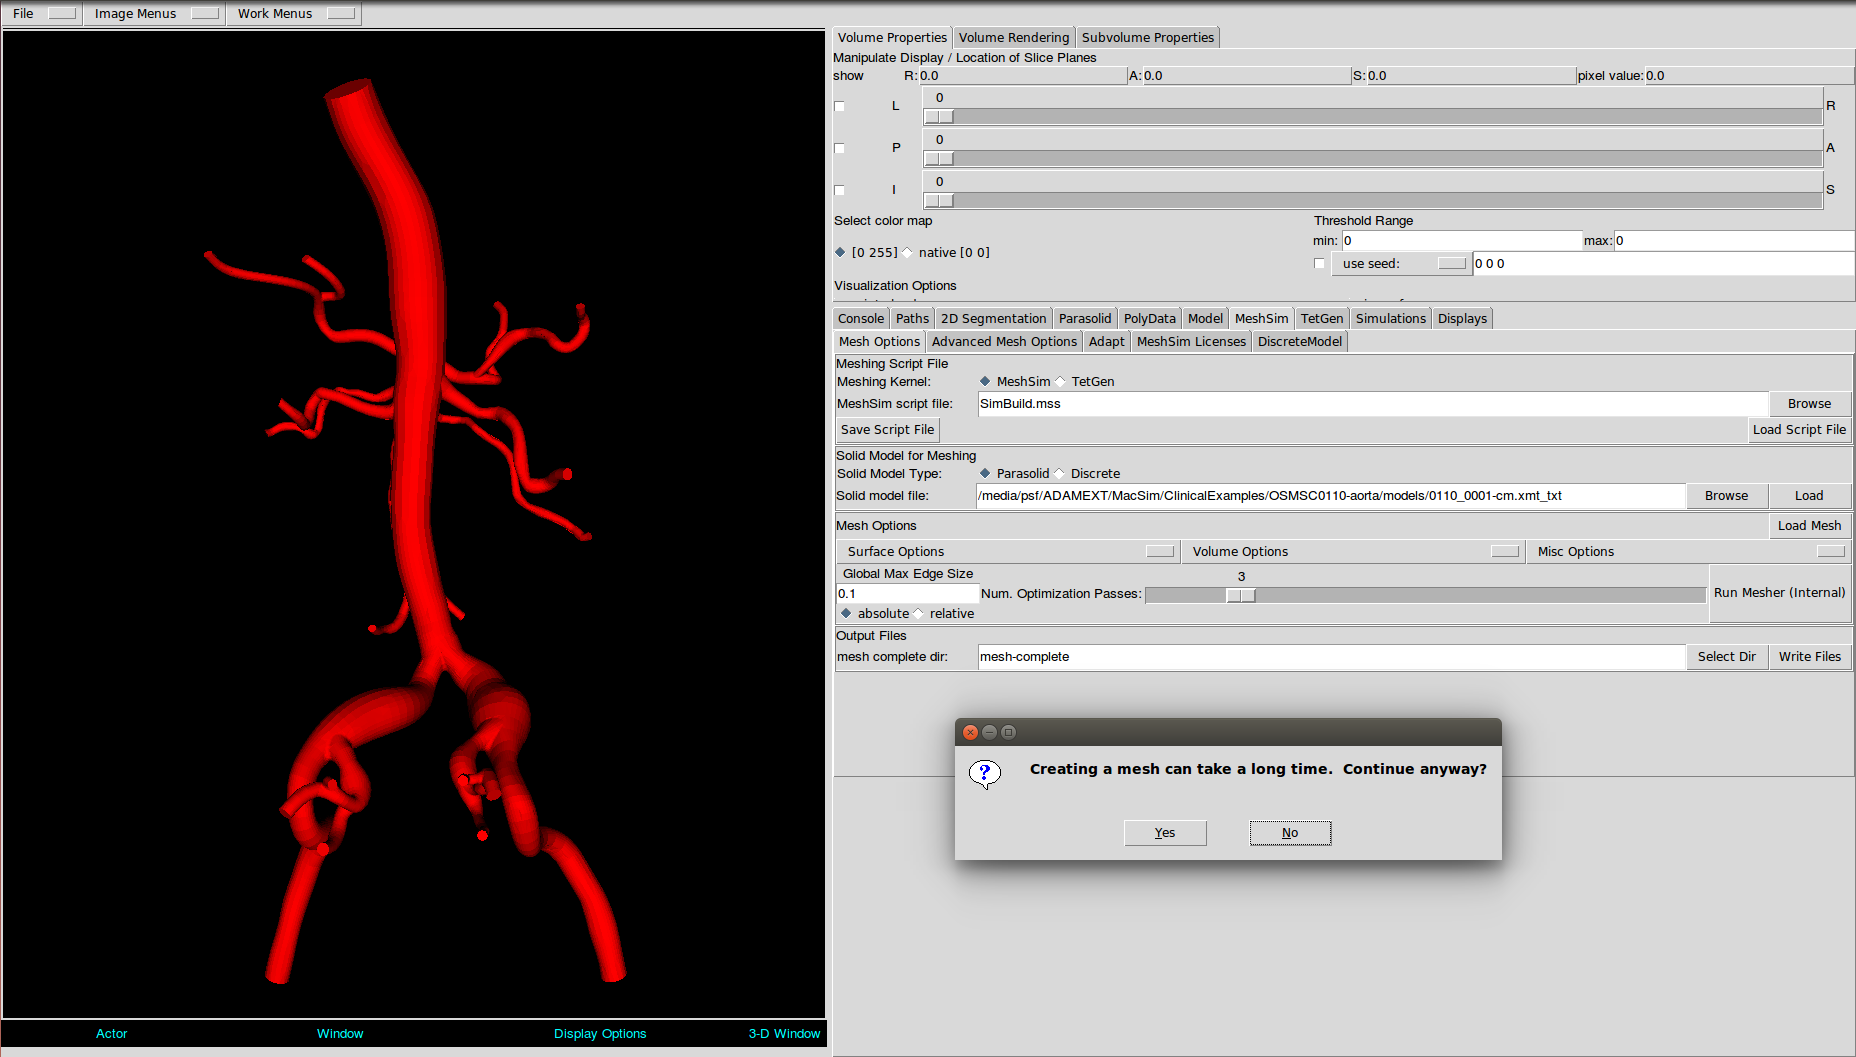 File Image Menus Work Menus
Volume Properties Volume Rendering Subvolume Properties
Manipulate Display / Location of Slice Planes
show R: 0.0 A: 0.0 S: 0.0 pixel value: 0.0
0
L R
0
P A
0
I S
Select color map Threshold Range
min: 0 max: 0
[0 255] native [0 0]
use seed: 0 0 0
Visualization Options
Console Paths 2D Segmentation Parasolid PolyData Model MeshSim TetGen Simulations Displays
Mesh Options Advanced Mesh Options Adapt MeshSim Licenses DiscreteModel
Meshing Script File
Meshing Kernel: MeshSim TetGen
MeshSim script file: SimBuild.mss Browse
Save Script File Load Script File
Solid Model for Meshing
Solid Model Type: Parasolid Discrete
Solid model file: /media/psf/ADAMEXT/MacSim/ClinicalExamples/OSMSC0110-aorta/models/0110_0001-cm.xmt_txt Browse Load
Mesh Options Load Mesh
Surface Options Volume Options Misc Options
Global Max Edge Size 3
0.1 Num. Optimization Passes: Run Mesher (Internal)
absolute relative
Output Files
mesh complete dir: mesh-complete Select Dir Write Files
Creating a mesh can take a long time.  Continue anyway?
Yes No
Actor Window Display Options 3-D Window